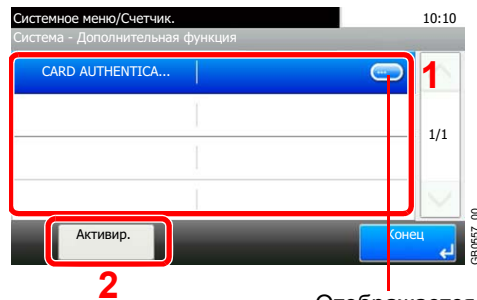 Системное меню/Счетчик. 10:10
Система - Дополнительная функция
CARD AUTHENTICA... 1
1/1
Активир. Конец
GB0557_00
2
Отображается